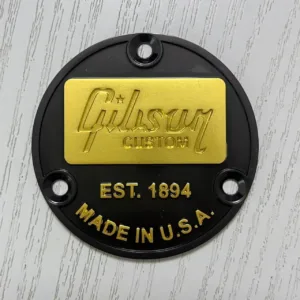 Gibson
CUSTOM
EST. 1894
MADE IN U.S.A.